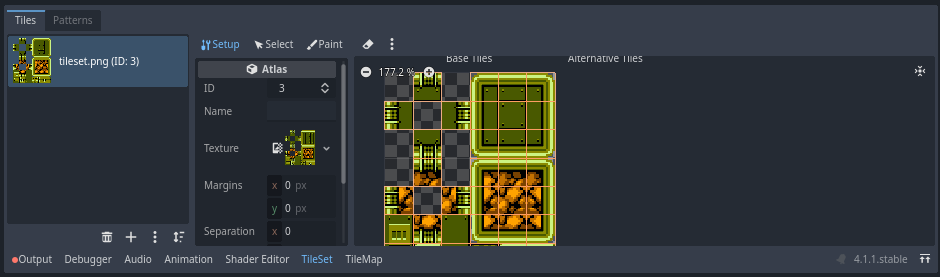 Tiles Patterns
tileset.png (ID: 3)
Setup Select Paint
Atlas
ID 3
Name
Texture
Margins x 0 px
y 0 px
Separation x 0
Base Tiles Alternative Tiles
177.2 %
Output Debugger Audio Animation Shader Editor TileSet TileMap 4.1.1.stable